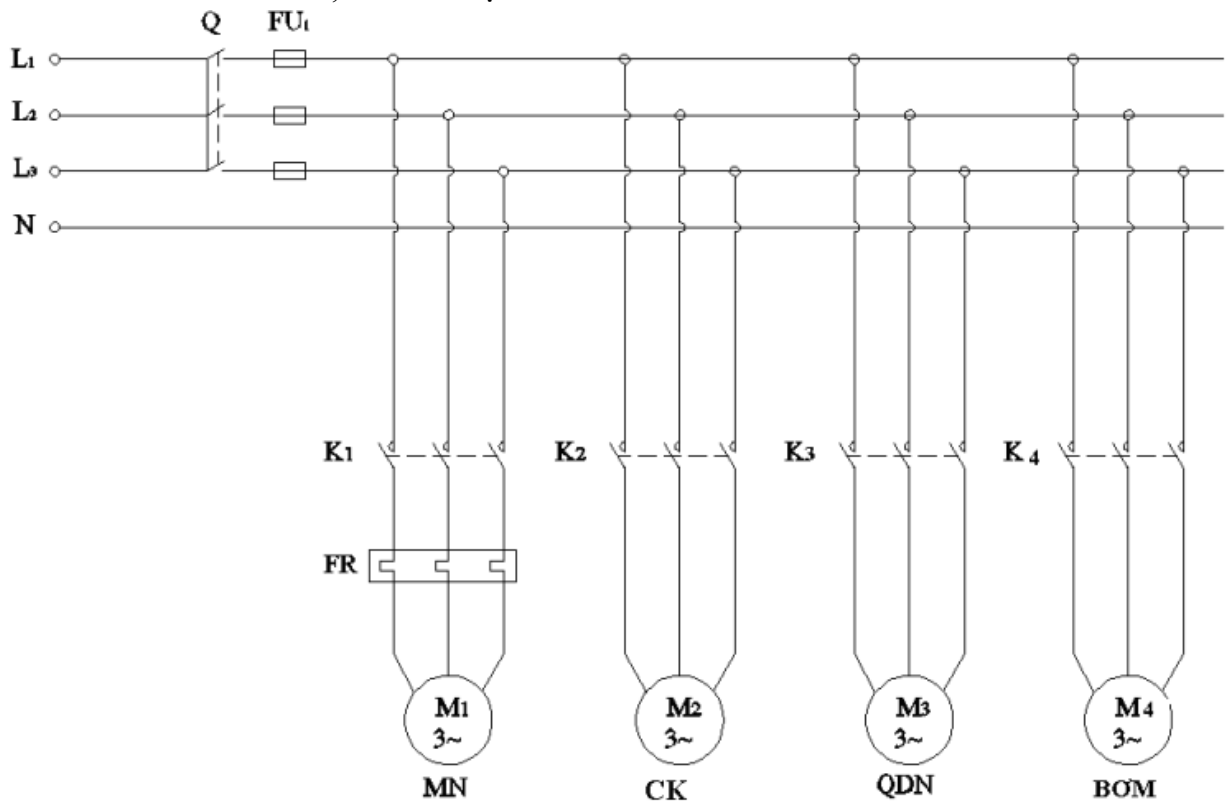 Q FU₁
L₁
L₂
L₃
N
K₁ K₂ K₃ K₄
FR
M₁ M₂ M₃ M₄
3~ 3~ 3~ 3~
MN CK QDN BƠM